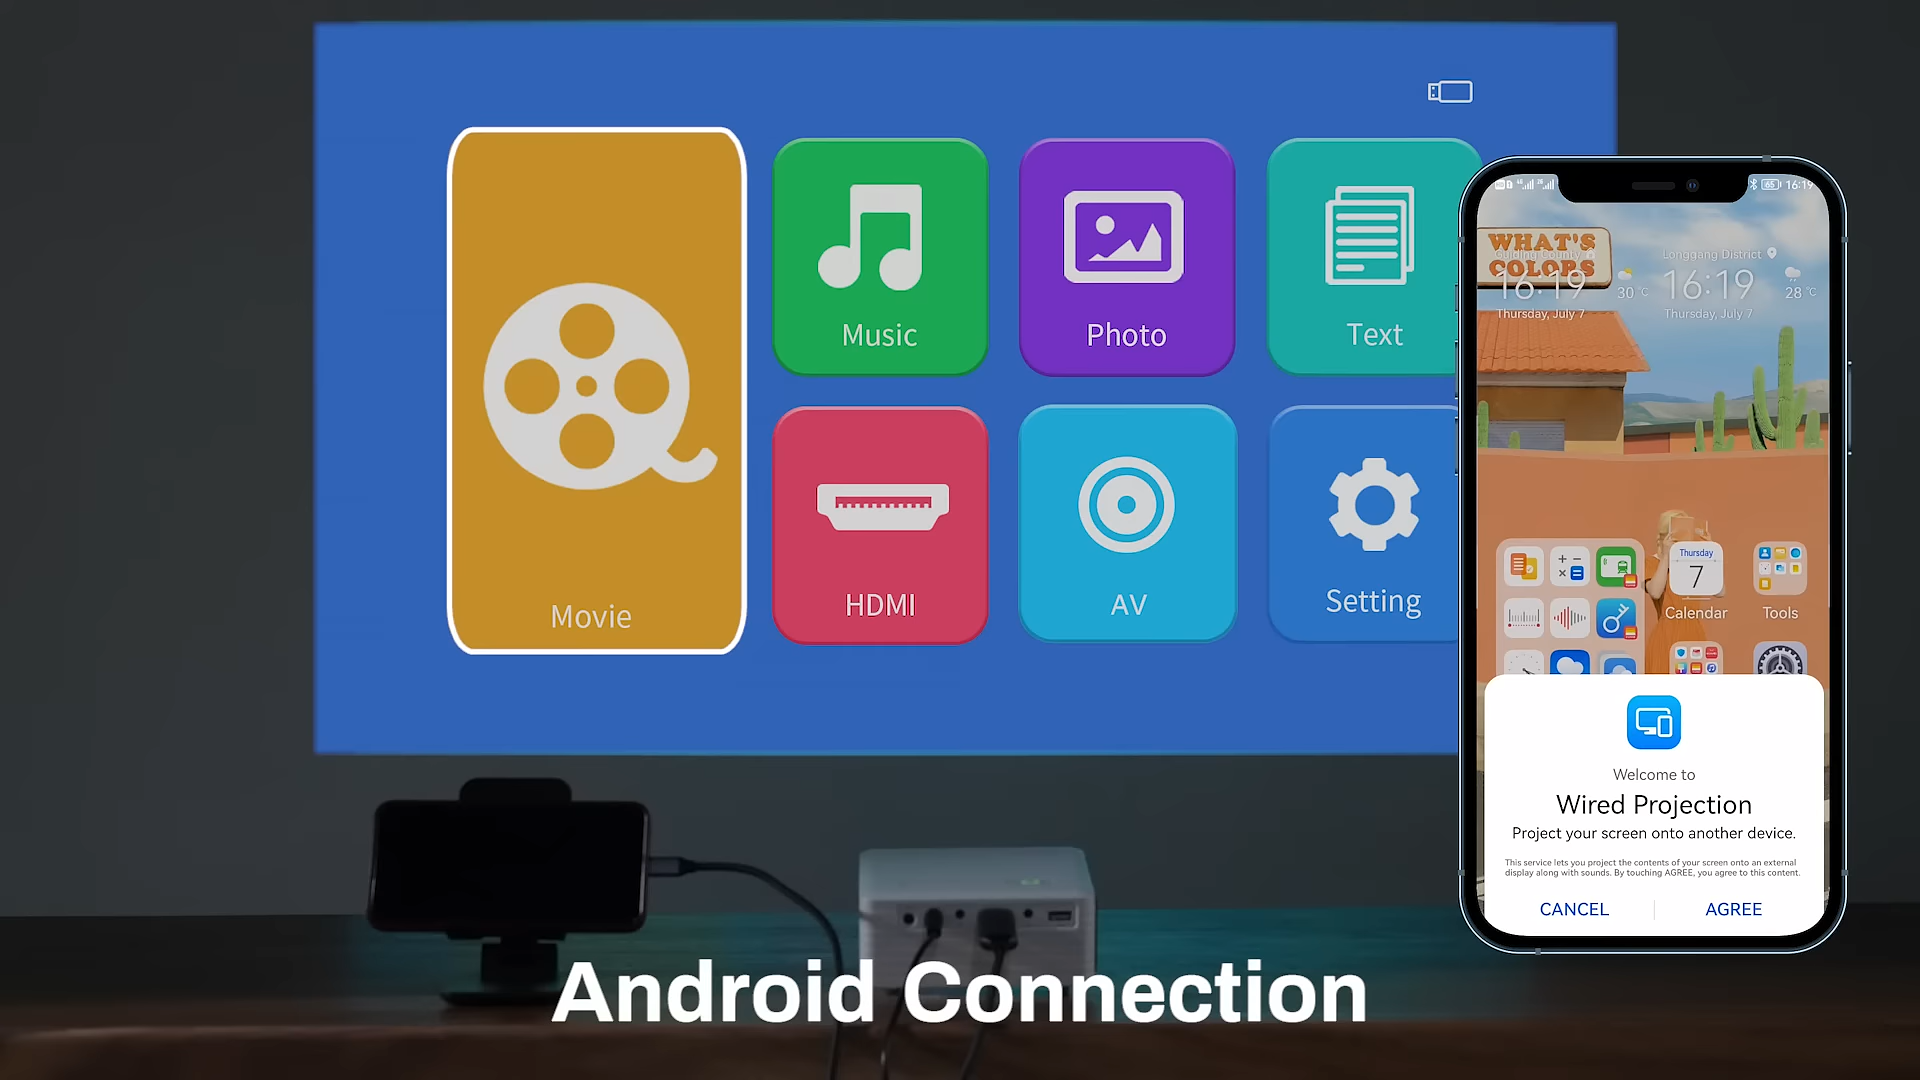 Music
Photo
Text
Movie
HDMI
AV
Setting
16:19
WHAT'S
COLORS
Longgang District
16:19
30 °C
16:19
28 °C
Thursday, July 7
Thursday, July 7
Thursday
7
Calendar
Tools
Welcome to
Wired Projection
Project your screen onto another device.
This service lets you project the contents of your screen onto an external
display along with sounds. By touching AGREE, you agree to this content.
CANCEL
AGREE
Android Connection